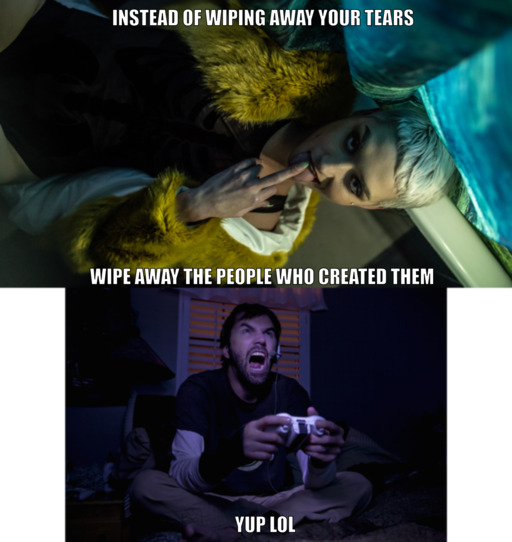 INSTEAD OF WIPING AWAY YOUR TEARS
WIPE AWAY THE PEOPLE WHO CREATED THEM
YUP LOL